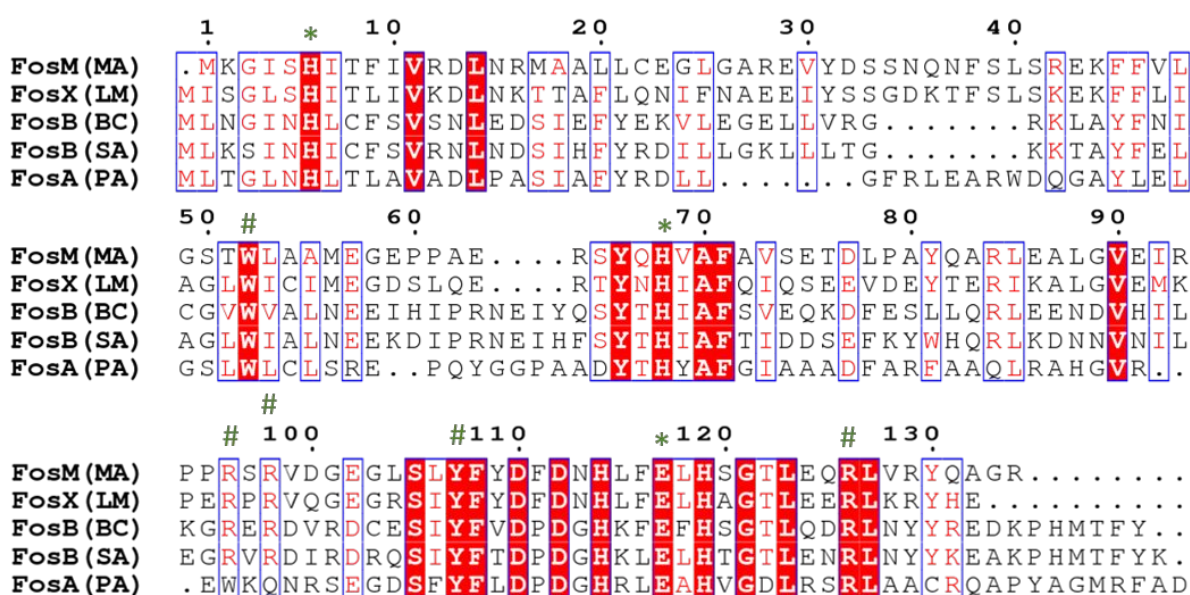 1 10 20 30 40
*
FosM(MA) .MKGISHITFIVRDLNRMAALLCEGLGAREVYDSSNQNFSLSREKFFVL
FosX(LM) MISGLSHITLIVKDLNKTTAFLQNIFNAEEIYSSGDKTFSLSKEKFFLI
FosB(BC) MLNGINHLCFSVSNLEDSIEFYEKVLEGELLVRG.......RKLAYFNI
FosB(SA) MLKSINHICFSVRNLNDSIHFYRDILLGKLLLTG.......KKTAYFEL
FosA(PA) MLTGLNHLTLAVADLPASIAFYRDLL.......GFRLEARWDQGAYLEL
50 60 70 80 90
# *
FosM(MA) GSTWLAAMEGEPPAE....RSYQHVAFAVSETDLPAYQARLEALGVEIR
FosX(LM) AGLWICIMEGDSLQE....RTYNHIAFQIQSEEVDEYTERIKALGVEMK
FosB(BC) CGVWVALNEEIHIPRNEIYQSYTHIAFSVEQKDFESLLQRLEENDVHIL
FosB(SA) AGLWIALNEEKDIPRNEIHFSYTHIAFTIDDSEFKYWHQRLKDNNVNIL
FosA(PA) GSLWLCLSRE..PQYGGPAADYTHYAFGIAAADFARFAAQLRAHGVR..
#
# 100 # 110 * 120 # 130
FosM(MA) PPRSRVDGEGLSLYFYDFDNHLFELHSGTLEQRLVRYQAGR........
FosX(LM) PERPRVQGEGRSIYFYDFDNHLFELHAGTLEERLKRYHE..........
FosB(BC) KGRERDVRDCESIYFVDPDGHKFEFHSGTLQDRLNYYREDKPHMTFY..
FosB(SA) EGRVRDIRDRQSIYFTDPDGHKLELHTGTLENRLNYYKEAKPHMTFYK.
FosA(PA) .EWKQNRSEGDSFYFLDPDGHRLEAHVGDLRSRLAACRQAPYAGMRFAD